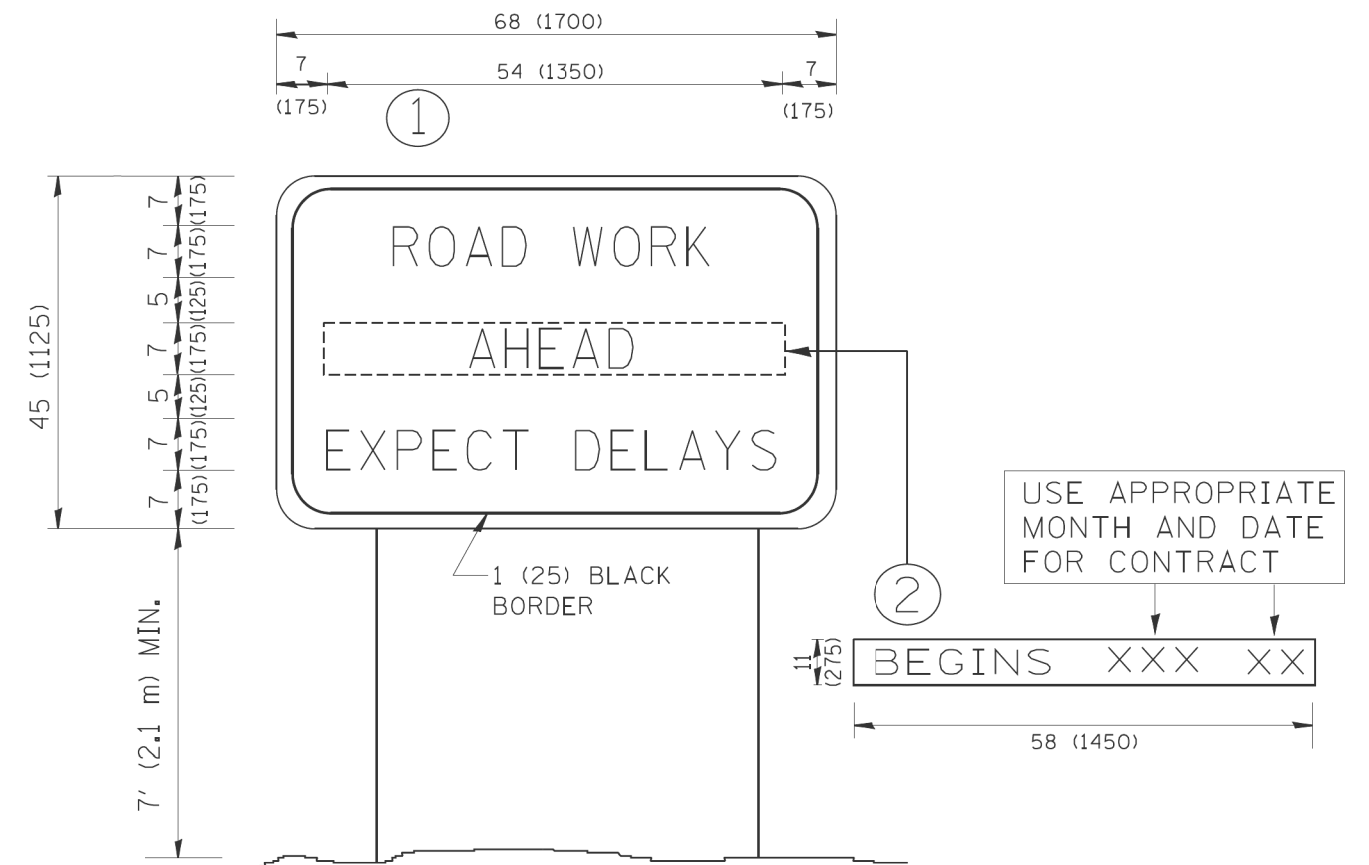 68 (1700)
7
54 (1350)
7
(175)
(175)
1
45 (1125)
7
(175)
7
(175)
5
(125)
7
(175)
5
(125)
7
(175)
7
(175)
ROAD WORK
AHEAD
EXPECT DELAYS
1 (25) BLACK
BORDER
7' (2.1 m) MIN.
2
USE APPROPRIATE
MONTH AND DATE
FOR CONTRACT
11
(275)
BEGINS XXX XX
58 (1450)